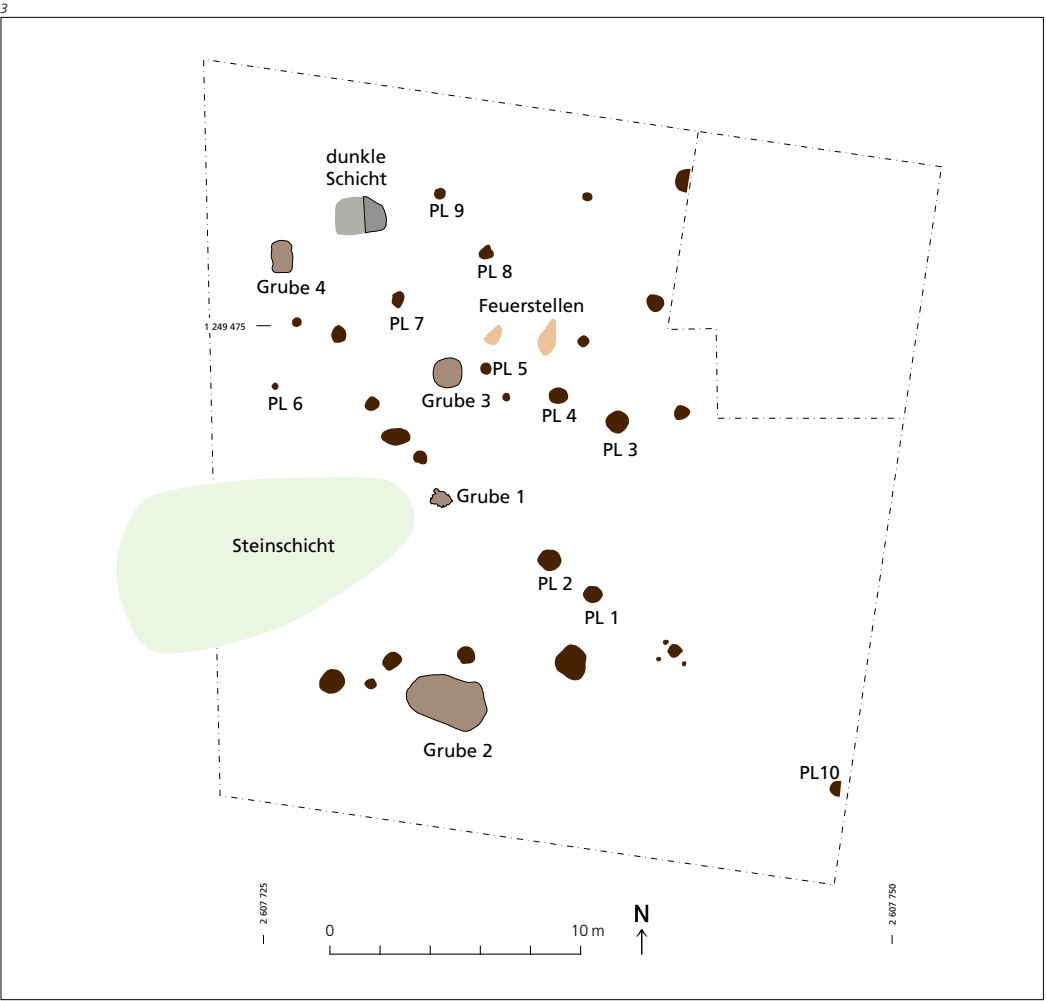 3
dunkle
Schicht
PL 9
PL 8
Grube 4
Feuerstellen
PL 7
1 249 475
PL 5
Grube 3
PL 6
PL 4
PL 3
Grube 1
Steinschicht
PL 2
PL 1
Grube 2
PL10
2 607 725
2 607 750
N
0
10 m